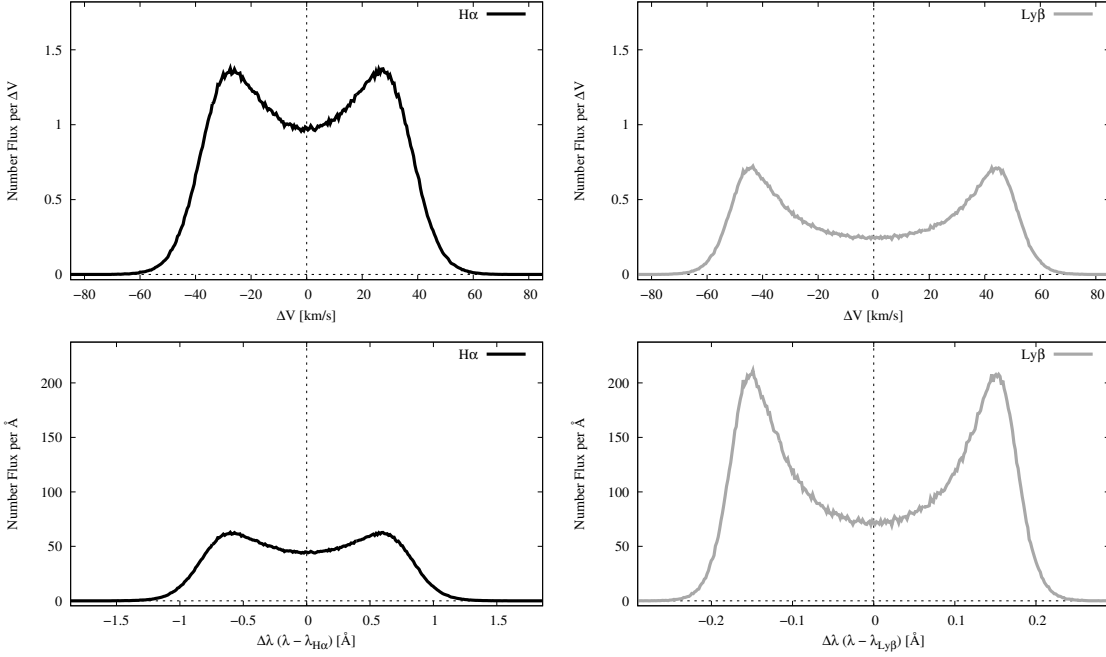 Hα
Number Flux per ΔV
1.5
1
0.5
0
−80 −60 −40 −20 0 20 40 60 80
ΔV [km/s]
Lyβ
Number Flux per ΔV
1.5
1
0.5
0
−80 −60 −40 −20 0 20 40 60 80
ΔV [km/s]
Hα
Number Flux per Å
200
150
100
50
0
−1.5 −1 −0.5 0 0.5 1 1.5
Δλ (λ − λHα) [Å]
Lyβ
Number Flux per Å
200
150
100
50
0
−0.2 −0.1 0 0.1 0.2
Δλ (λ − λLyβ) [Å]